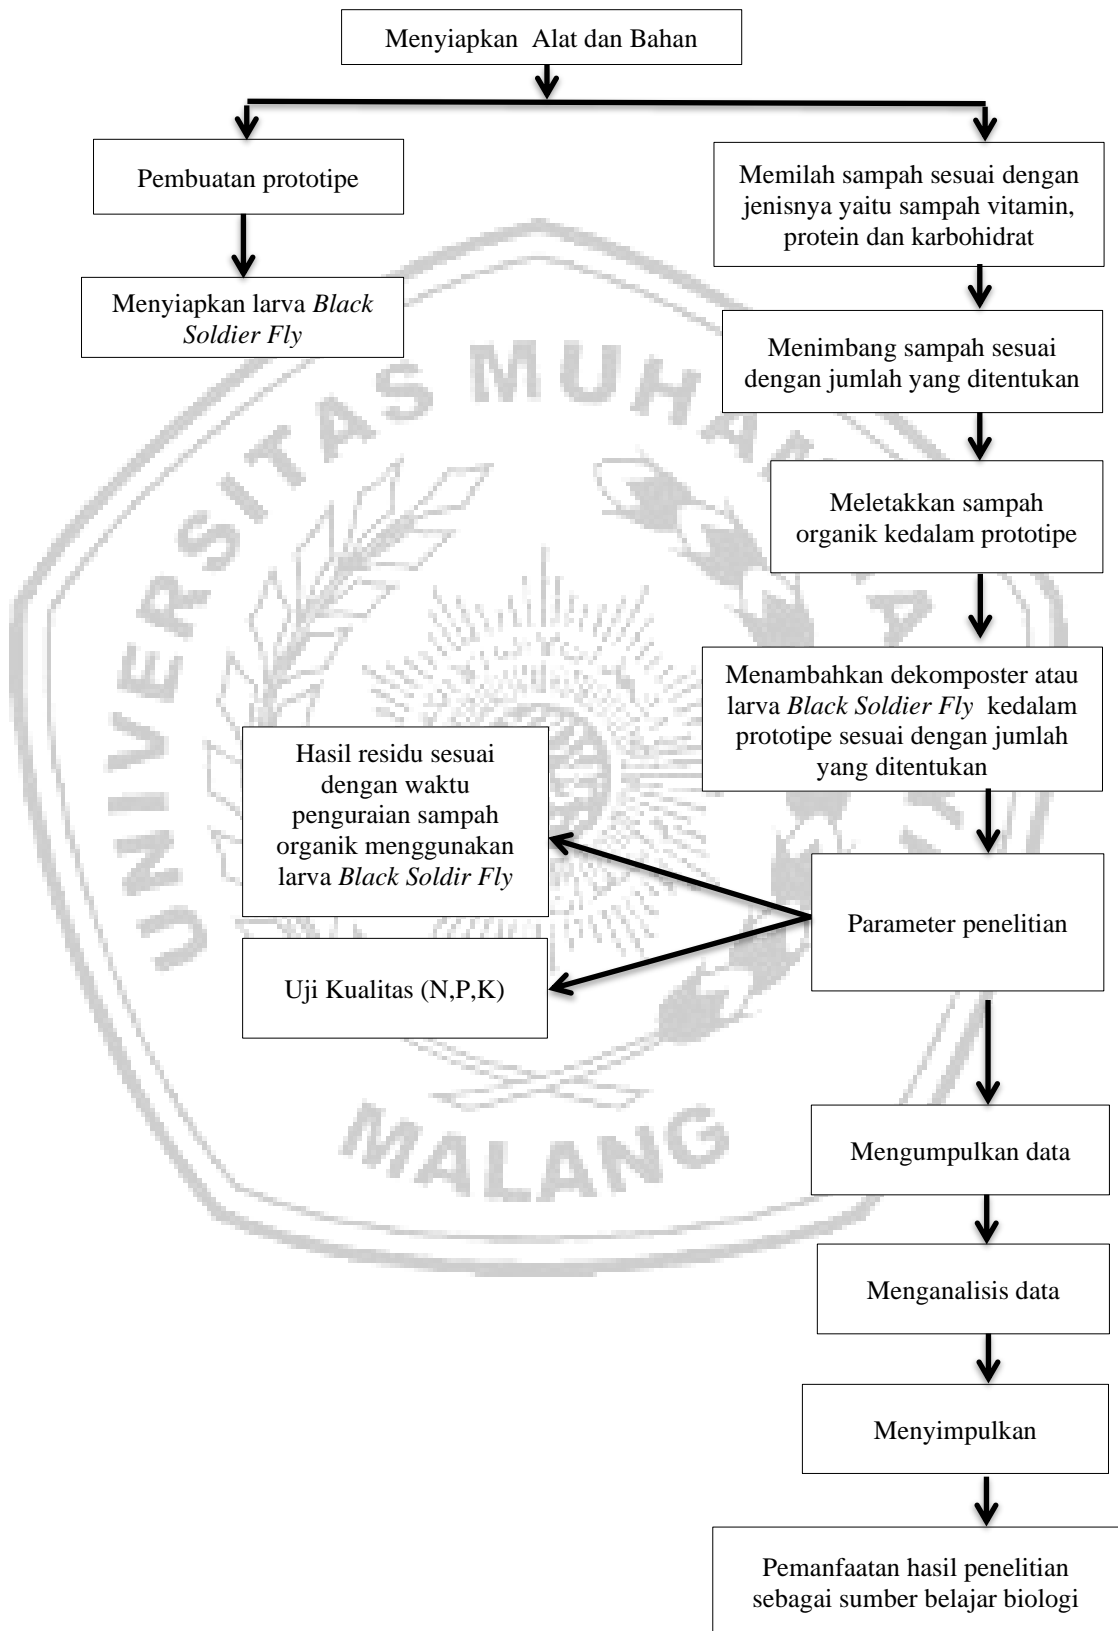 Menyiapkan Alat dan Bahan
Pembuatan prototipe
Menyiapkan larva Black
Soldier Fly
Memilah sampah sesuai dengan
jenisnya yaitu sampah vitamin,
protein dan karbohidrat
Menimbang sampah sesuai
dengan jumlah yang ditentukan
Meletakkan sampah
organik kedalam prototipe
Menambahkan dekomposter atau
larva Black Soldier Fly kedalam
prototipe sesuai dengan jumlah
yang ditentukan
Hasil residu sesuai
dengan waktu
penguraian sampah
organik menggunakan
larva Black Soldir Fly
Parameter penelitian
Uji Kualitas (N,P,K)
Mengumpulkan data
Menganalisis data
Menyimpulkan
Pemanfaatan hasil penelitian
sebagai sumber belajar biologi
UNIVERSITAS
MALANG